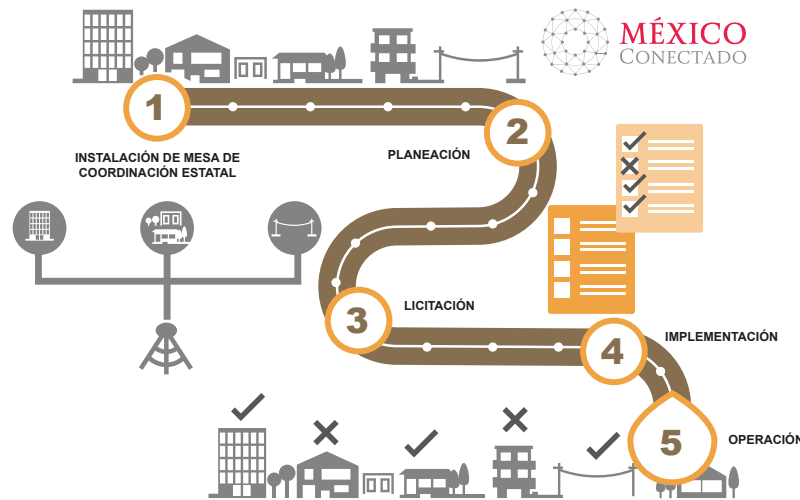 MÉXICO
CONECTADO
1
INSTALACIÓN DE MESA DE
COORDINACIÓN ESTATAL
2
PLANEACIÓN
3
LICITACIÓN
4
IMPLEMENTACIÓN
5
OPERACIÓN